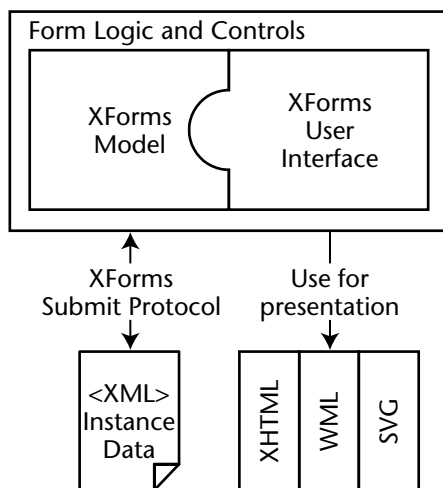 Form Logic and Controls
XForms
Model
XForms
User
Interface
XForms
Submit Protocol
Use for
presentation
<XML>
Instance
Data
XHTML
WML
SVG